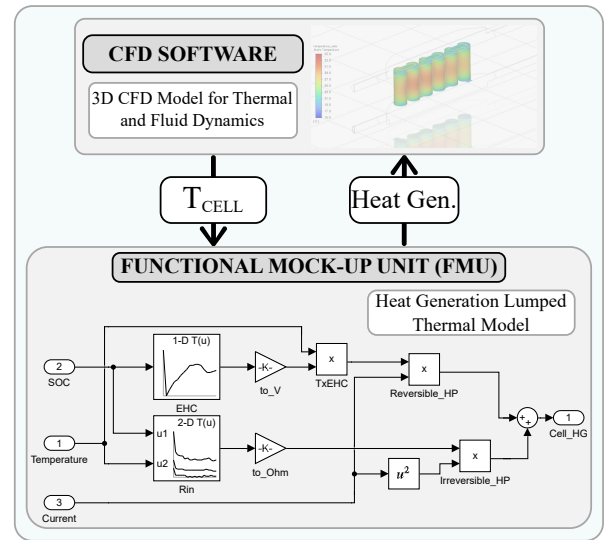 CFD SOFTWARE
3D CFD Model for Thermal
and Fluid Dynamics
T CELL
Heat Gen.
FUNCTIONAL MOCK-UP UNIT (FMU)
Heat Generation Lumped
Thermal Model
1-D T(u)
2
SOC
EHC
-K-
to_V
x
TxEHC
x
Reversible_HP
2-D T(u)
u1
u2
Rin
1
Temperature
-K-
to_Ohm
+
+
1
Cell_HG
u²
x
Irreversible_HP
3
Current